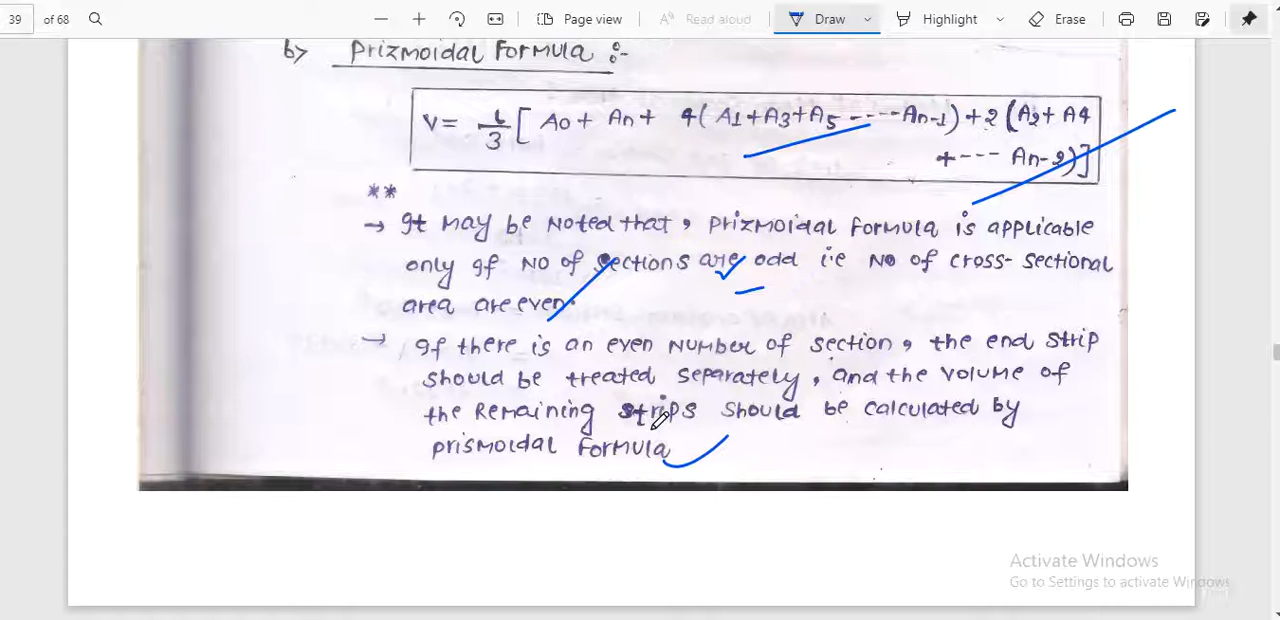 39 of 68 Page view Read aloud Draw Highlight Erase
b> Prizmoidal Formula :-
V = L/3 [ A0 + An + 4( A1+A3+A5 ----- An-1) +2 (A2+ A4
+--- An-2)]
**
→ It may be Noted that , Prizmoidal formula is applicable
only If NO of sections are odd i.e NO of cross-sectional
area are even.
→ If there is an even Number of section, the end strip
should be treated separately, and the volume of
the Remaining strips should be calculated by
prismoidal formula
Activate Windows
Go to Settings to activate Windows